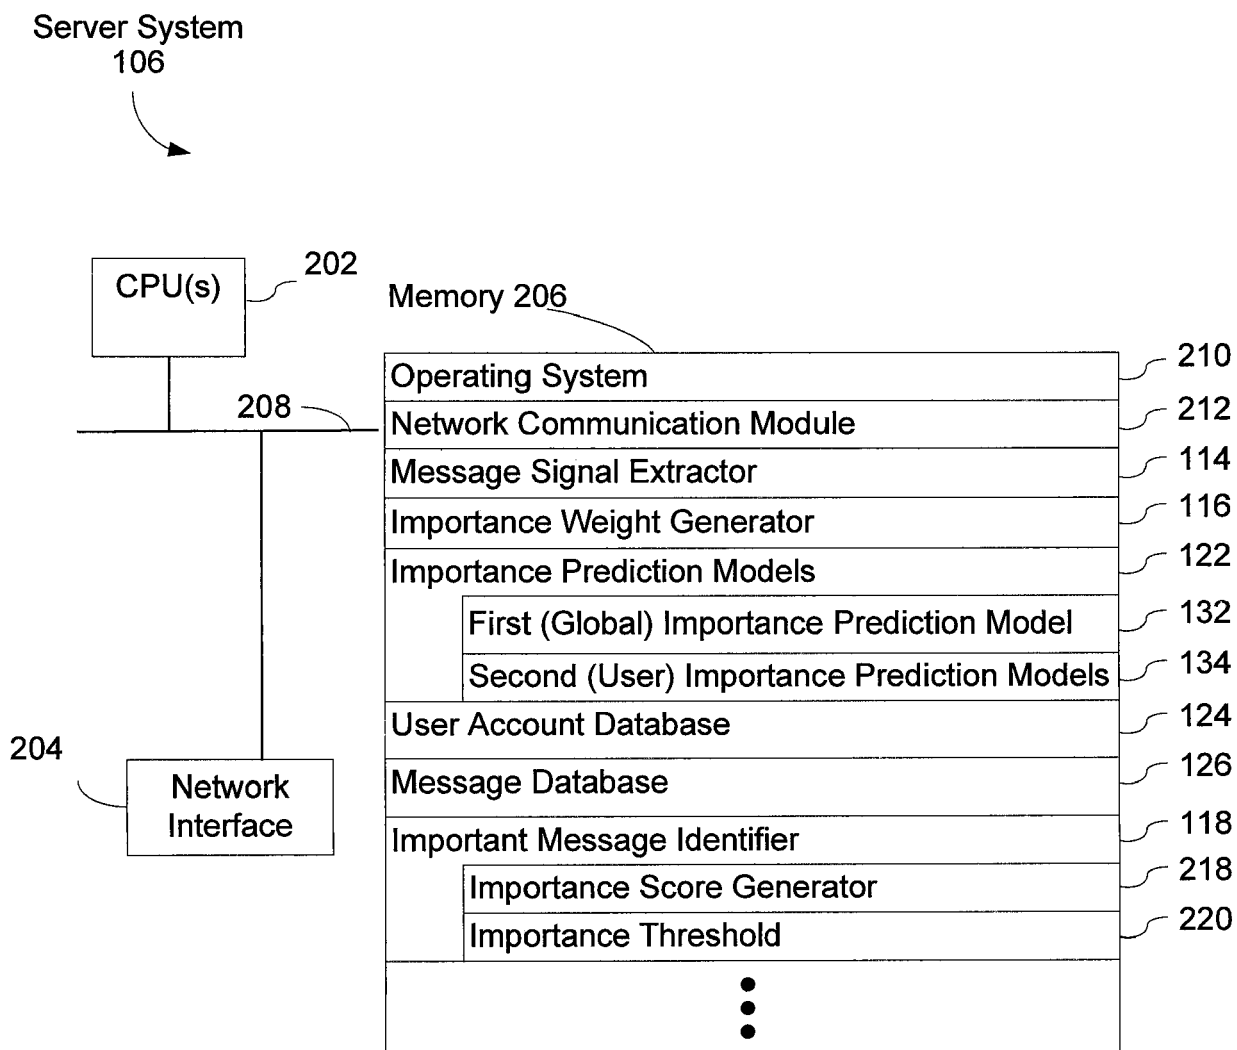 Server System
106
CPU(s)
202
Memory 206
208
204
Network
Interface
Operating System
210
Network Communication Module
212
Message Signal Extractor
114
Importance Weight Generator
116
Importance Prediction Models
122
First (Global) Importance Prediction Model
132
Second (User) Importance Prediction Models
134
User Account Database
124
Message Database
126
Important Message Identifier
118
Importance Score Generator
218
Importance Threshold
220